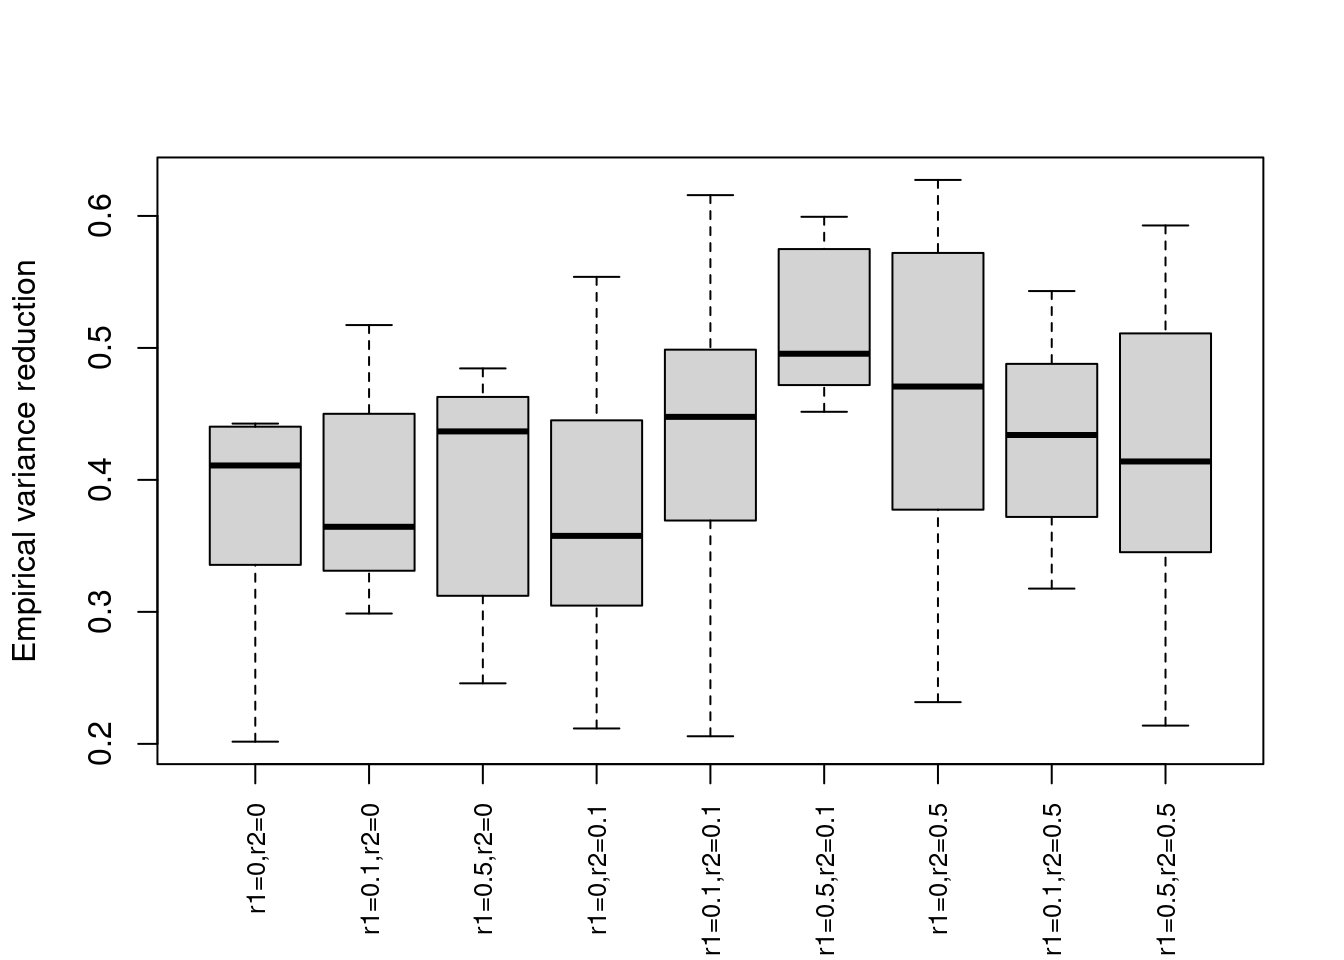 Empirical variance reduction
0.6
0.5
0.4
0.3
0.2
r1=0,r2=0
r1=0.1,r2=0
r1=0.5,r2=0
r1=0,r2=0.1
r1=0.1,r2=0.1
r1=0.5,r2=0.1
r1=0,r2=0.5
r1=0.1,r2=0.5
r1=0.5,r2=0.5